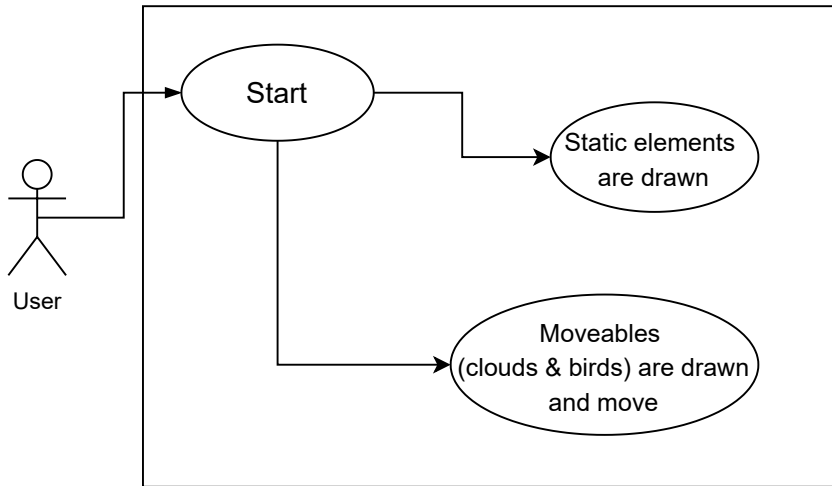 Start
Static elements
are drawn
User
Moveables
(clouds & birds) are drawn
and move